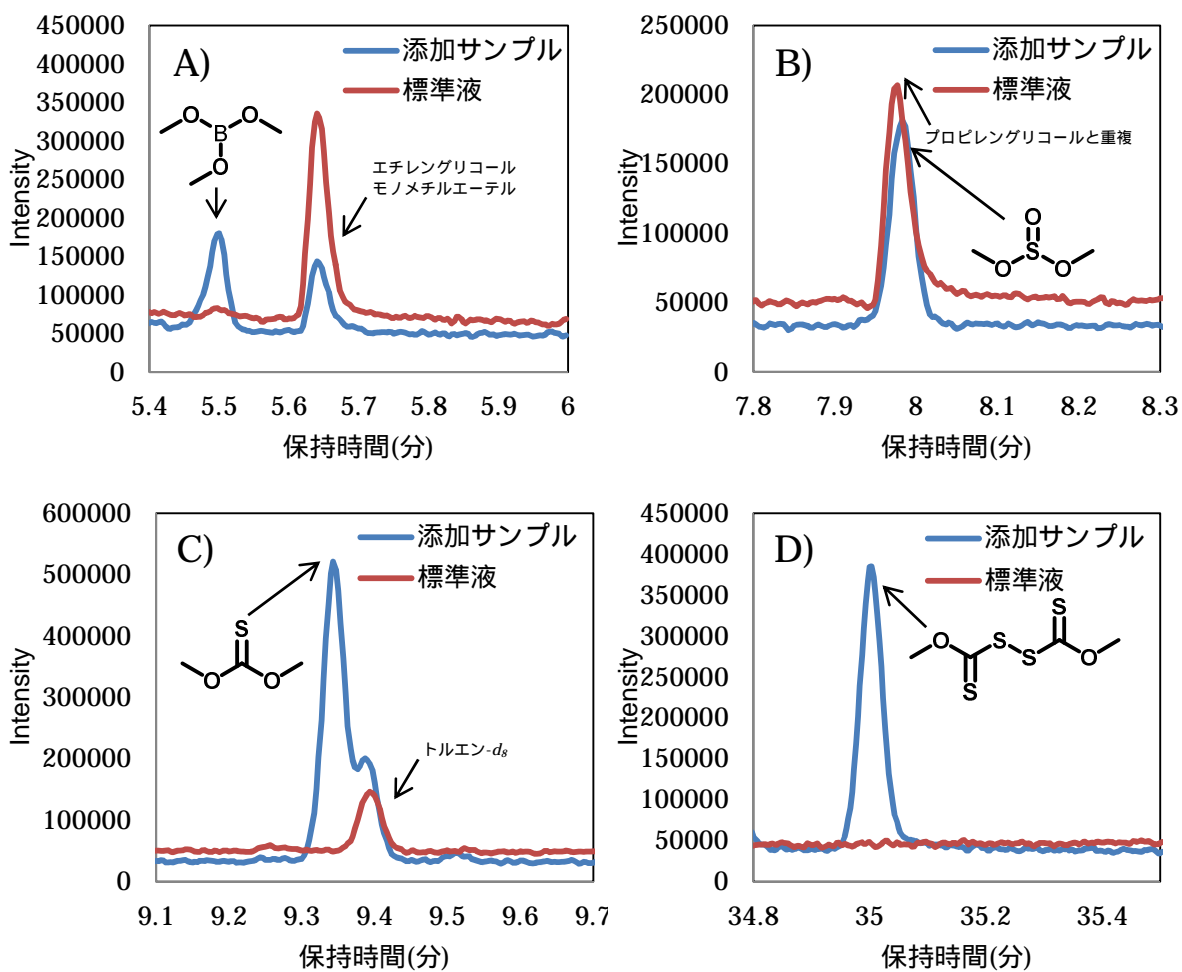 A)
添加サンプル
標準液
エチレングリコール
モノメチルエーテル
O
O
B
O
Intensity
450000
400000
350000
300000
250000
200000
150000
100000
50000
0
5.4
5.5
5.6
5.7
5.8
5.9
6
保持時間(分)
B)
添加サンプル
標準液
プロピレングリコールと重複
O
S
O
O
Intensity
250000
200000
150000
100000
50000
0
7.8
7.9
8
8.1
8.2
8.3
保持時間(分)
C)
添加サンプル
標準液
S
O
O
トルエン-d8
Intensity
600000
500000
400000
300000
200000
100000
0
9.1
9.2
9.3
9.4
9.5
9.6
9.7
保持時間(分)
D)
添加サンプル
標準液
S
O
S
S
O
S
Intensity
450000
400000
350000
300000
250000
200000
150000
100000
50000
0
34.8
35
35.2
35.4
保持時間(分)